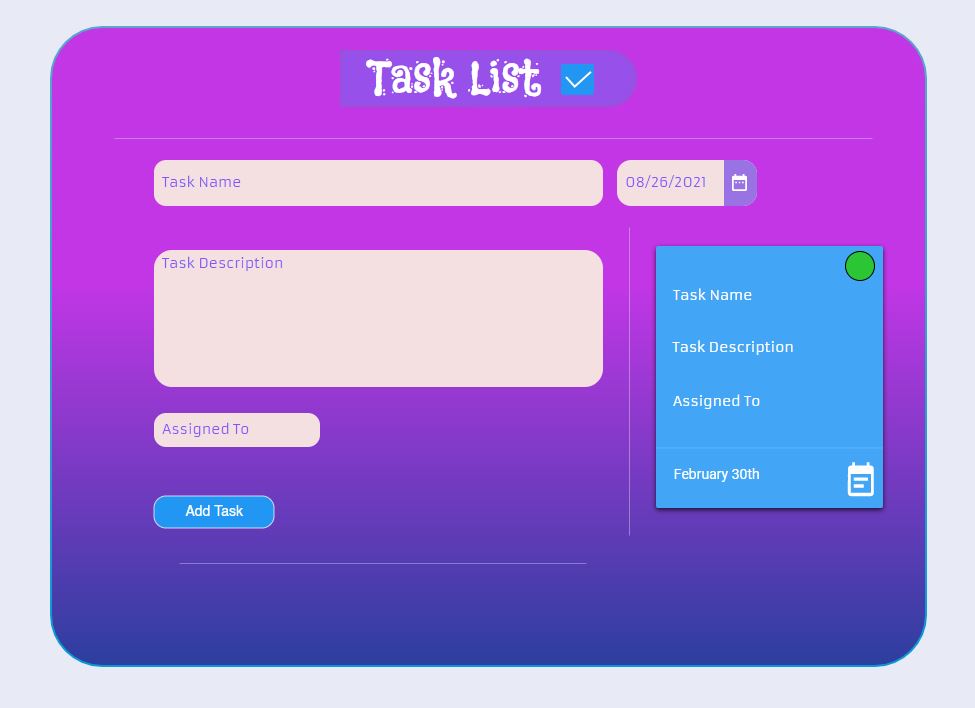 Task List
Task Name
08/26/2021
Task Description
Assigned To
Add Task
Task Name
Task Description
Assigned To
February 30th